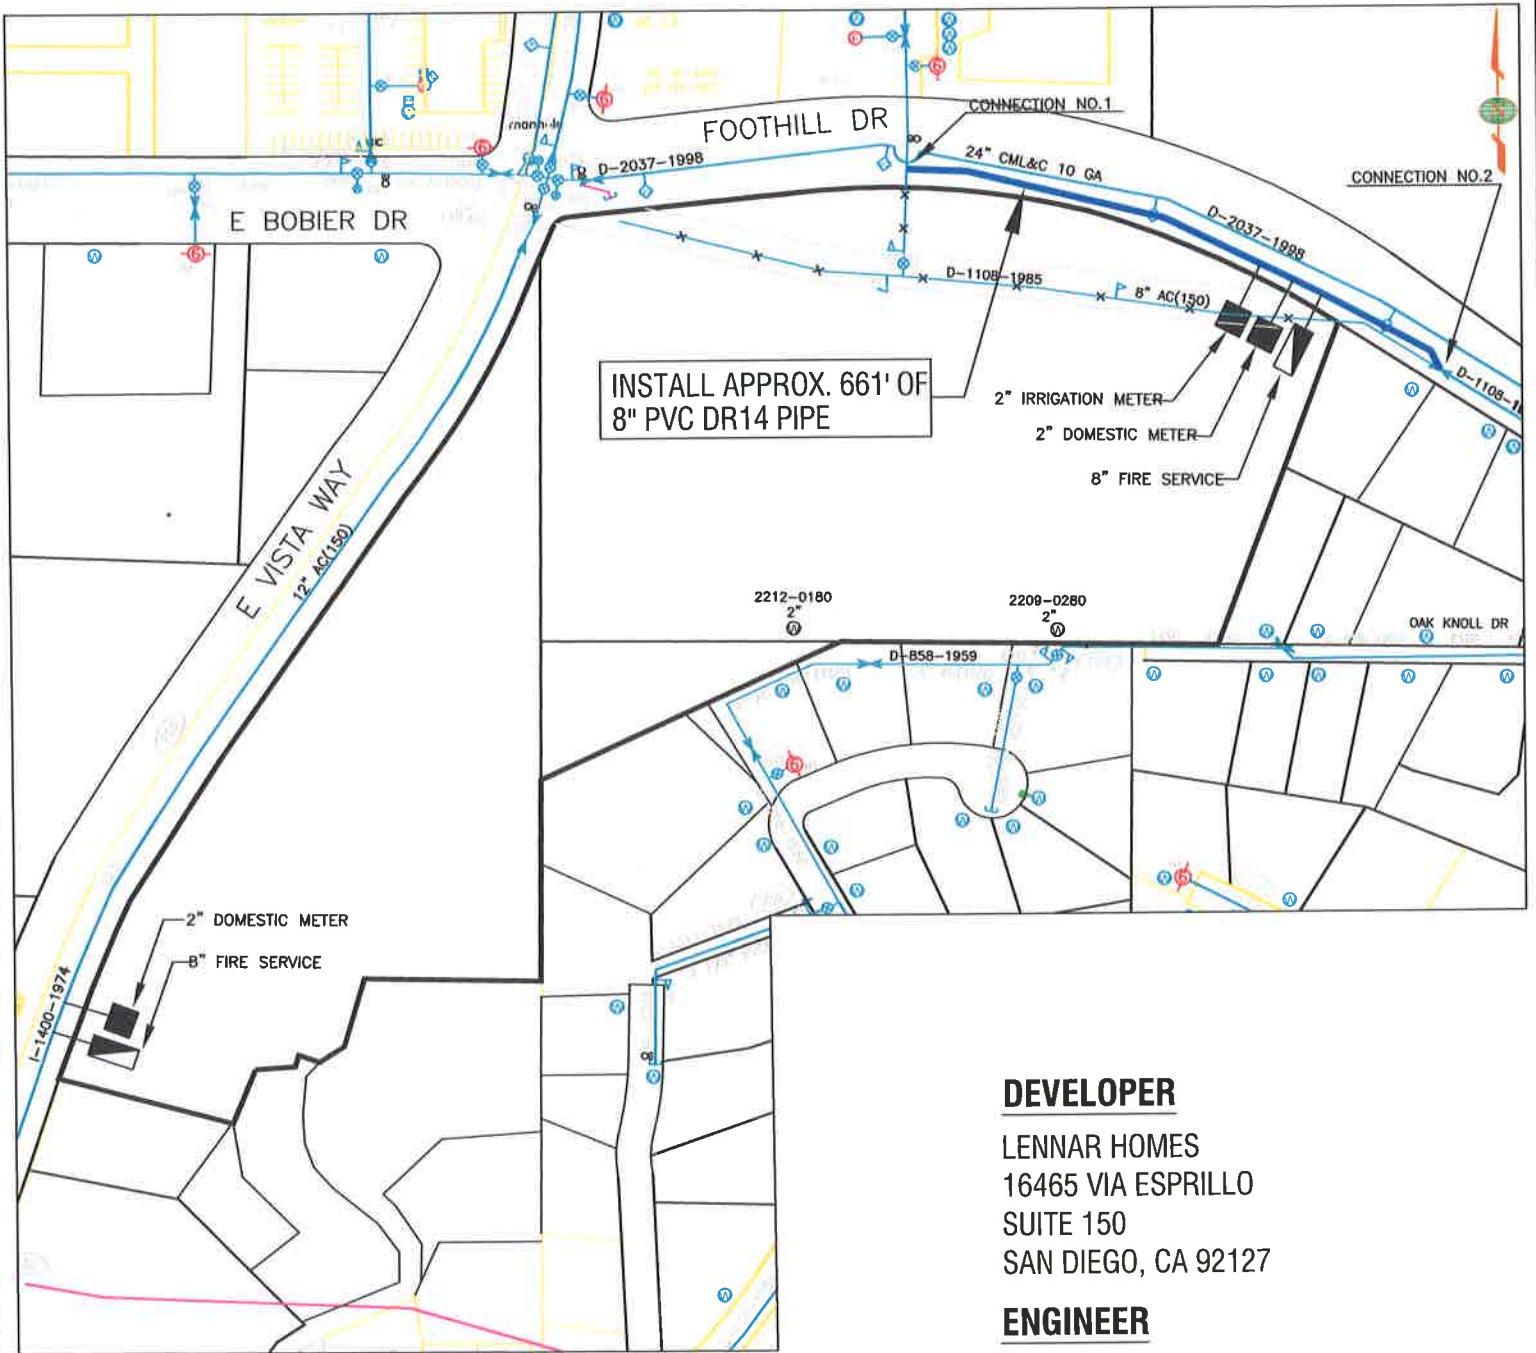 manhole
FOOTHILL DR
CONNECTION NO.1
D-2037-1998
24" CML&C 10 GA
CONNECTION NO.2
8
E BOBIER DR
D-2037-1998
D-1108-1985
8" AC(150)
INSTALL APPROX. 661' OF
8" PVC DR14 PIPE
2" IRRIGATION METER
2" DOMESTIC METER
8" FIRE SERVICE
D-1108-1
E VISTA WAY
12" AC(150)
2212-0180
2"
2209-0280
2"
OAK KNOLL DR
D-858-1959
2" DOMESTIC METER
8" FIRE SERVICE
I-1400-1974
DEVELOPER
LENNAR HOMES
16465 VIA ESPRILLO
SUITE 150
SAN DIEGO, CA 92127
ENGINEER